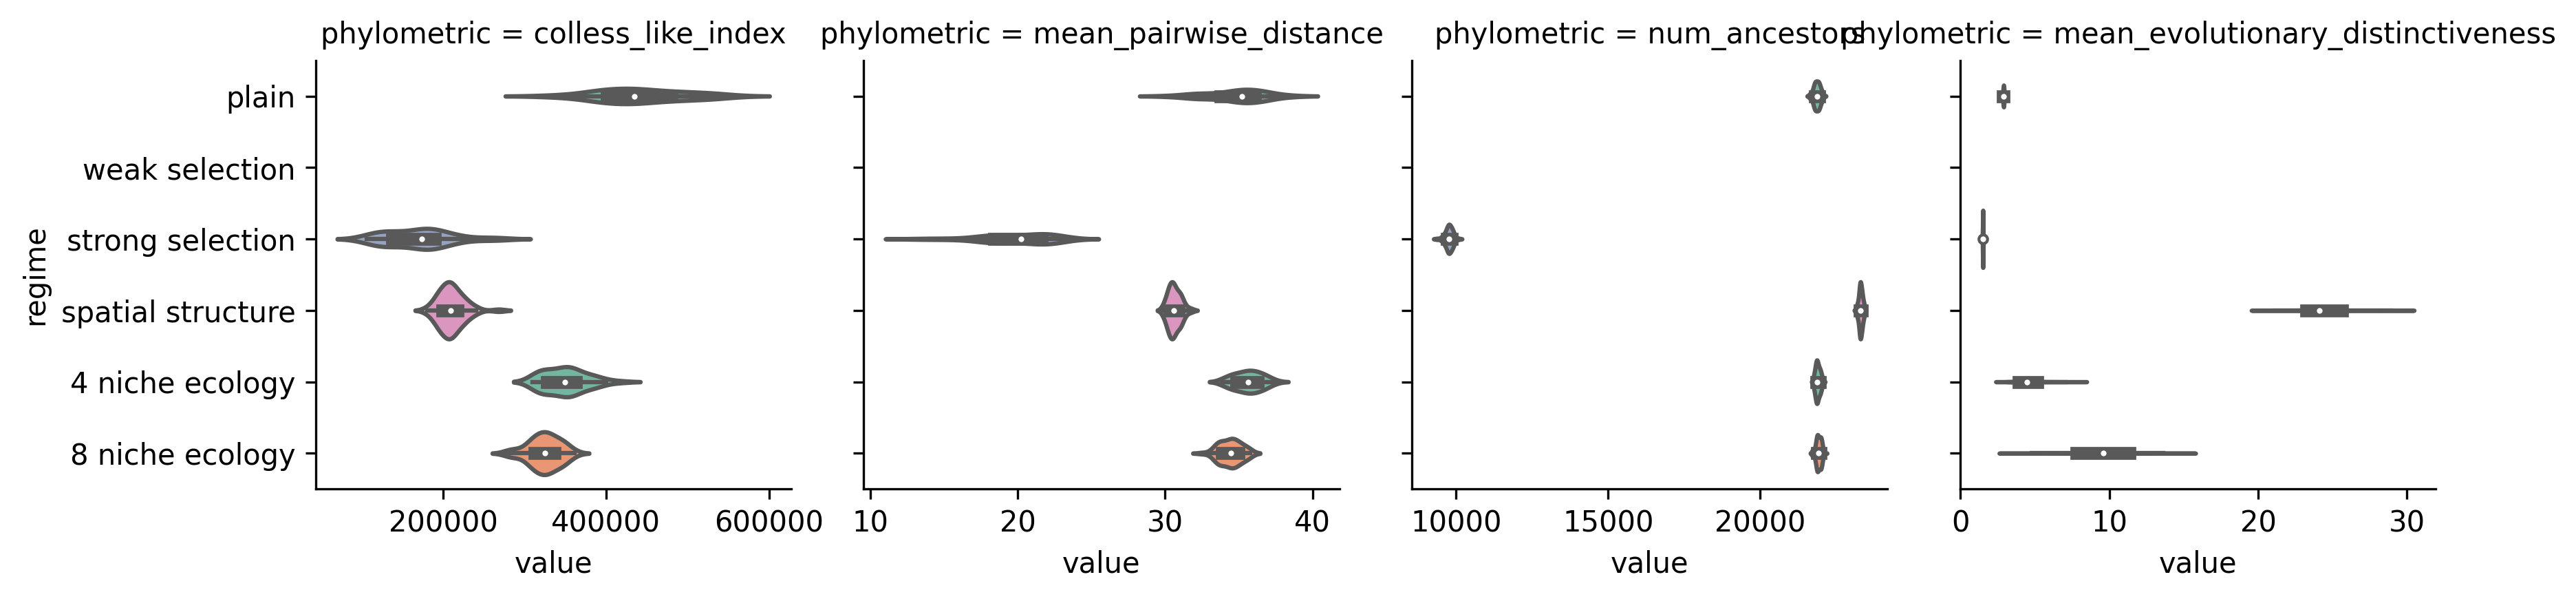 phylometric = colless_like_index
phylometric = mean_pairwise_distance
phylometric = num_ancestors
phylometric = mean_evolutionary_distinctiveness
regime
plain
weak selection
strong selection
spatial structure
4 niche ecology
8 niche ecology
200000 400000 600000
10 20 30 40
10000 15000 20000
0 10 20 30
value
value
value
value